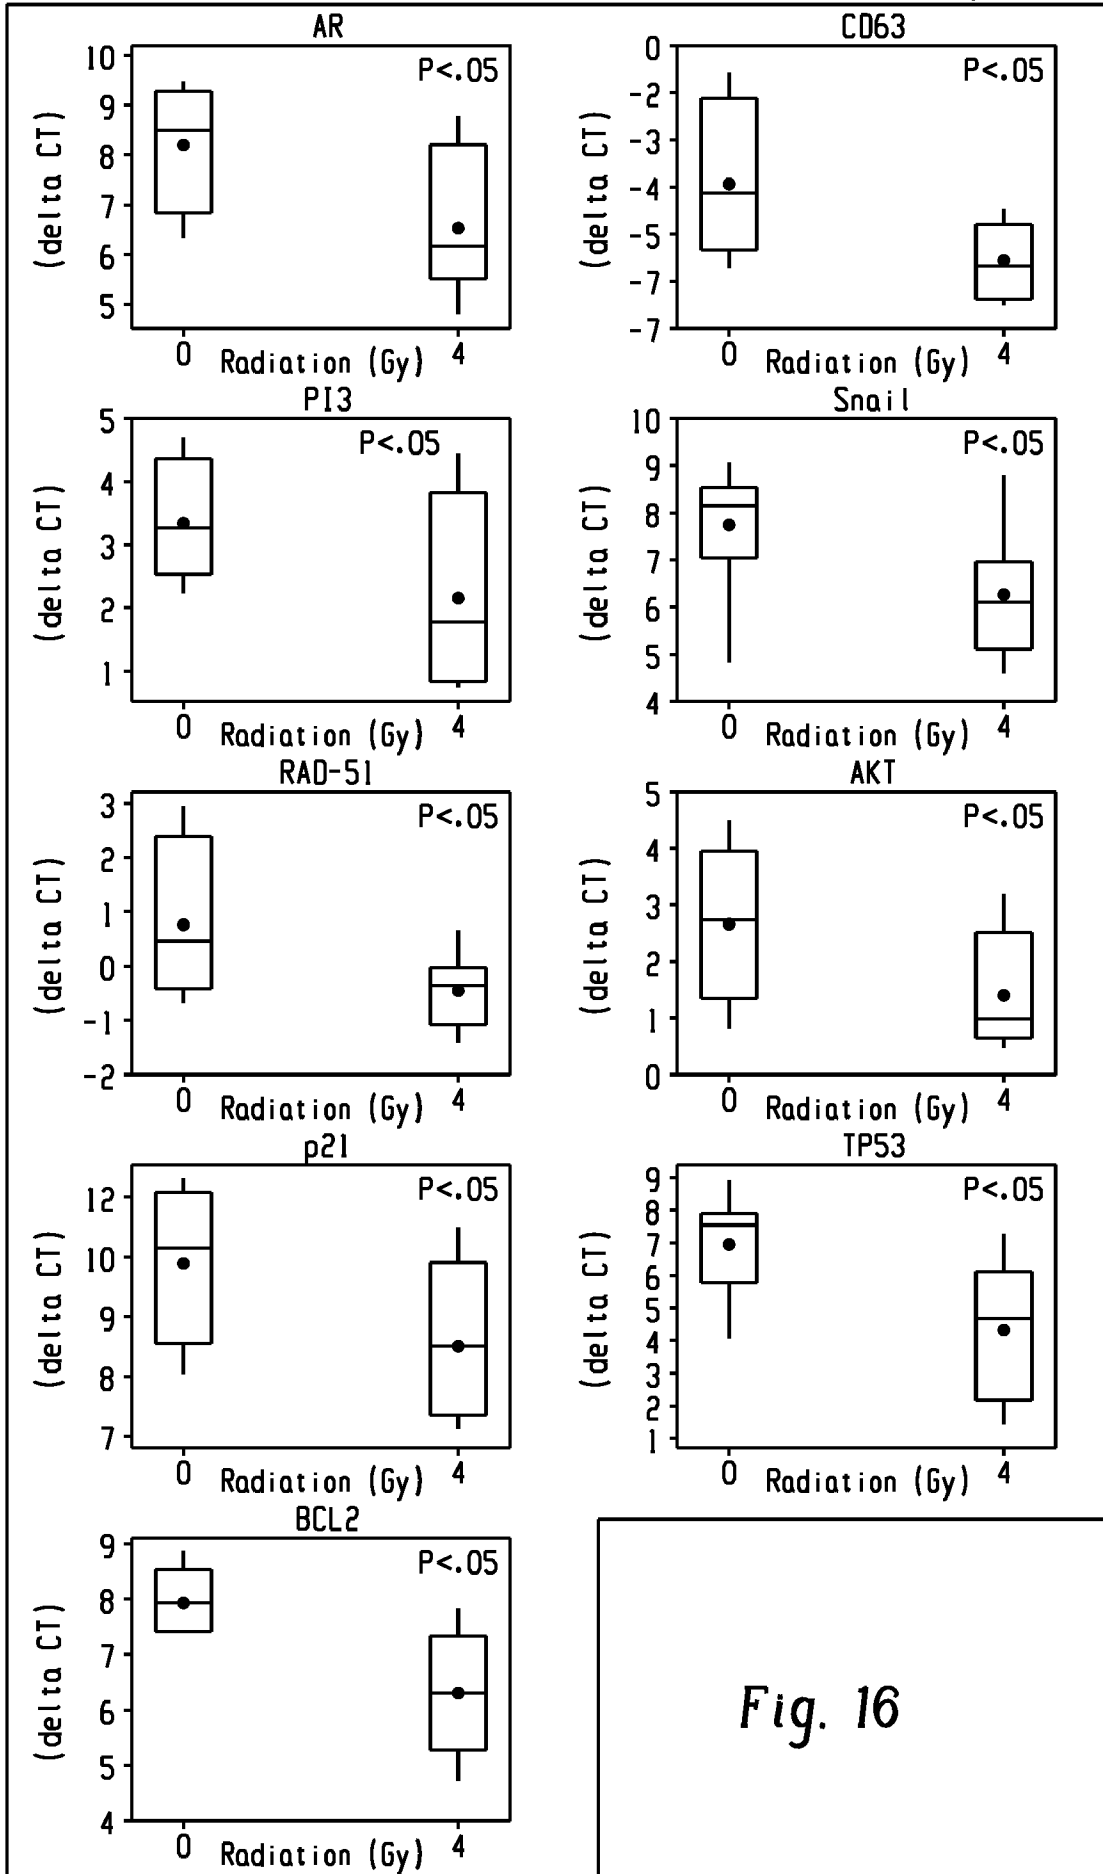 AR
(delta CT)
10
9
8
7
6
5
P<.05
0 Radiation (Gy) 4
CD63
(delta CT)
0
-2
-3
-4
-5
-7
-7
P<.05
0 Radiation (Gy) 4
PI3
(delta CT)
5
4
3
2
1
P<.05
0 Radiation (Gy) 4
Snail
(delta CT)
10
9
8
7
6
5
4
P<.05
0 Radiation (Gy) 4
RAD-51
(delta CT)
3
2
1
0
-1
-2
P<.05
0 Radiation (Gy) 4
AKT
(delta CT)
5
4
3
2
1
0
P<.05
0 Radiation (Gy) 4
p21
(delta CT)
12
10
9
8
7
P<.05
0 Radiation (Gy) 4
TP53
(delta CT)
9
8
7
6
5
4
3
2
1
P<.05
0 Radiation (Gy) 4
BCL2
(delta CT)
9
8
7
6
5
4
P<.05
0 Radiation (Gy) 4
Fig. 16